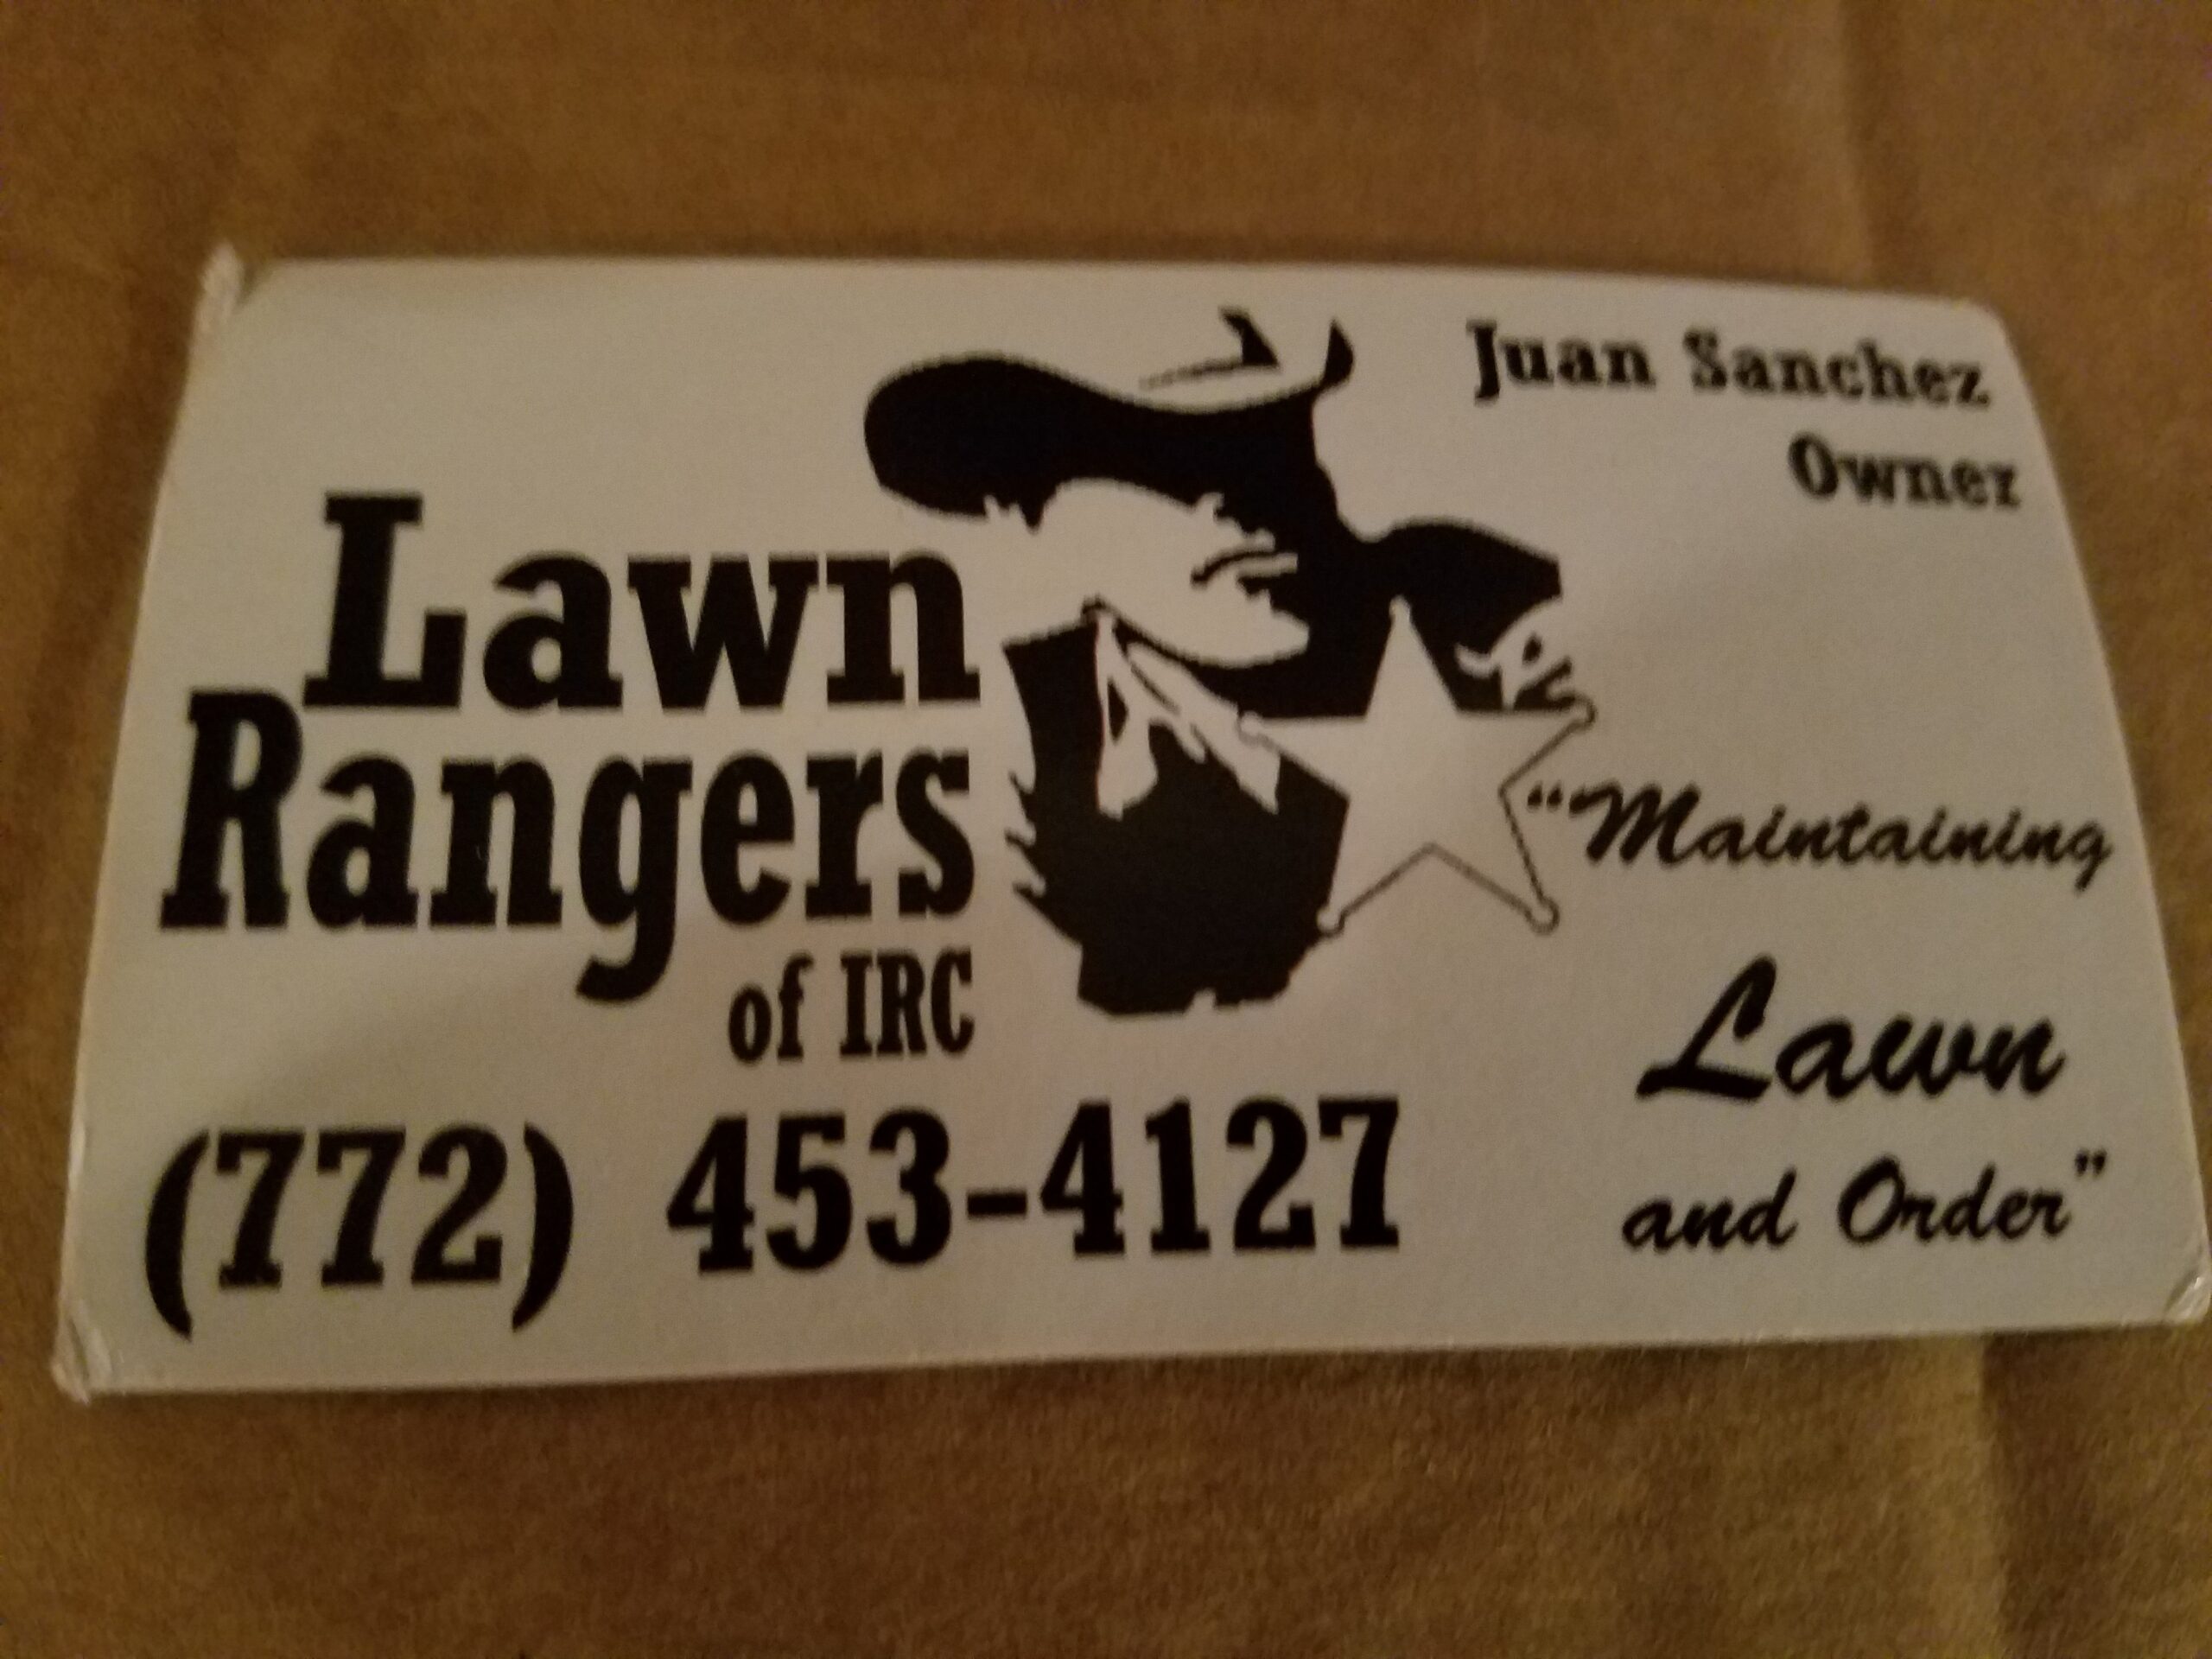 Juan Sanchez
Owner
Lawn
Rangers
of IRC
(772) 453-4127
“Maintaining
Lawn
and Order”